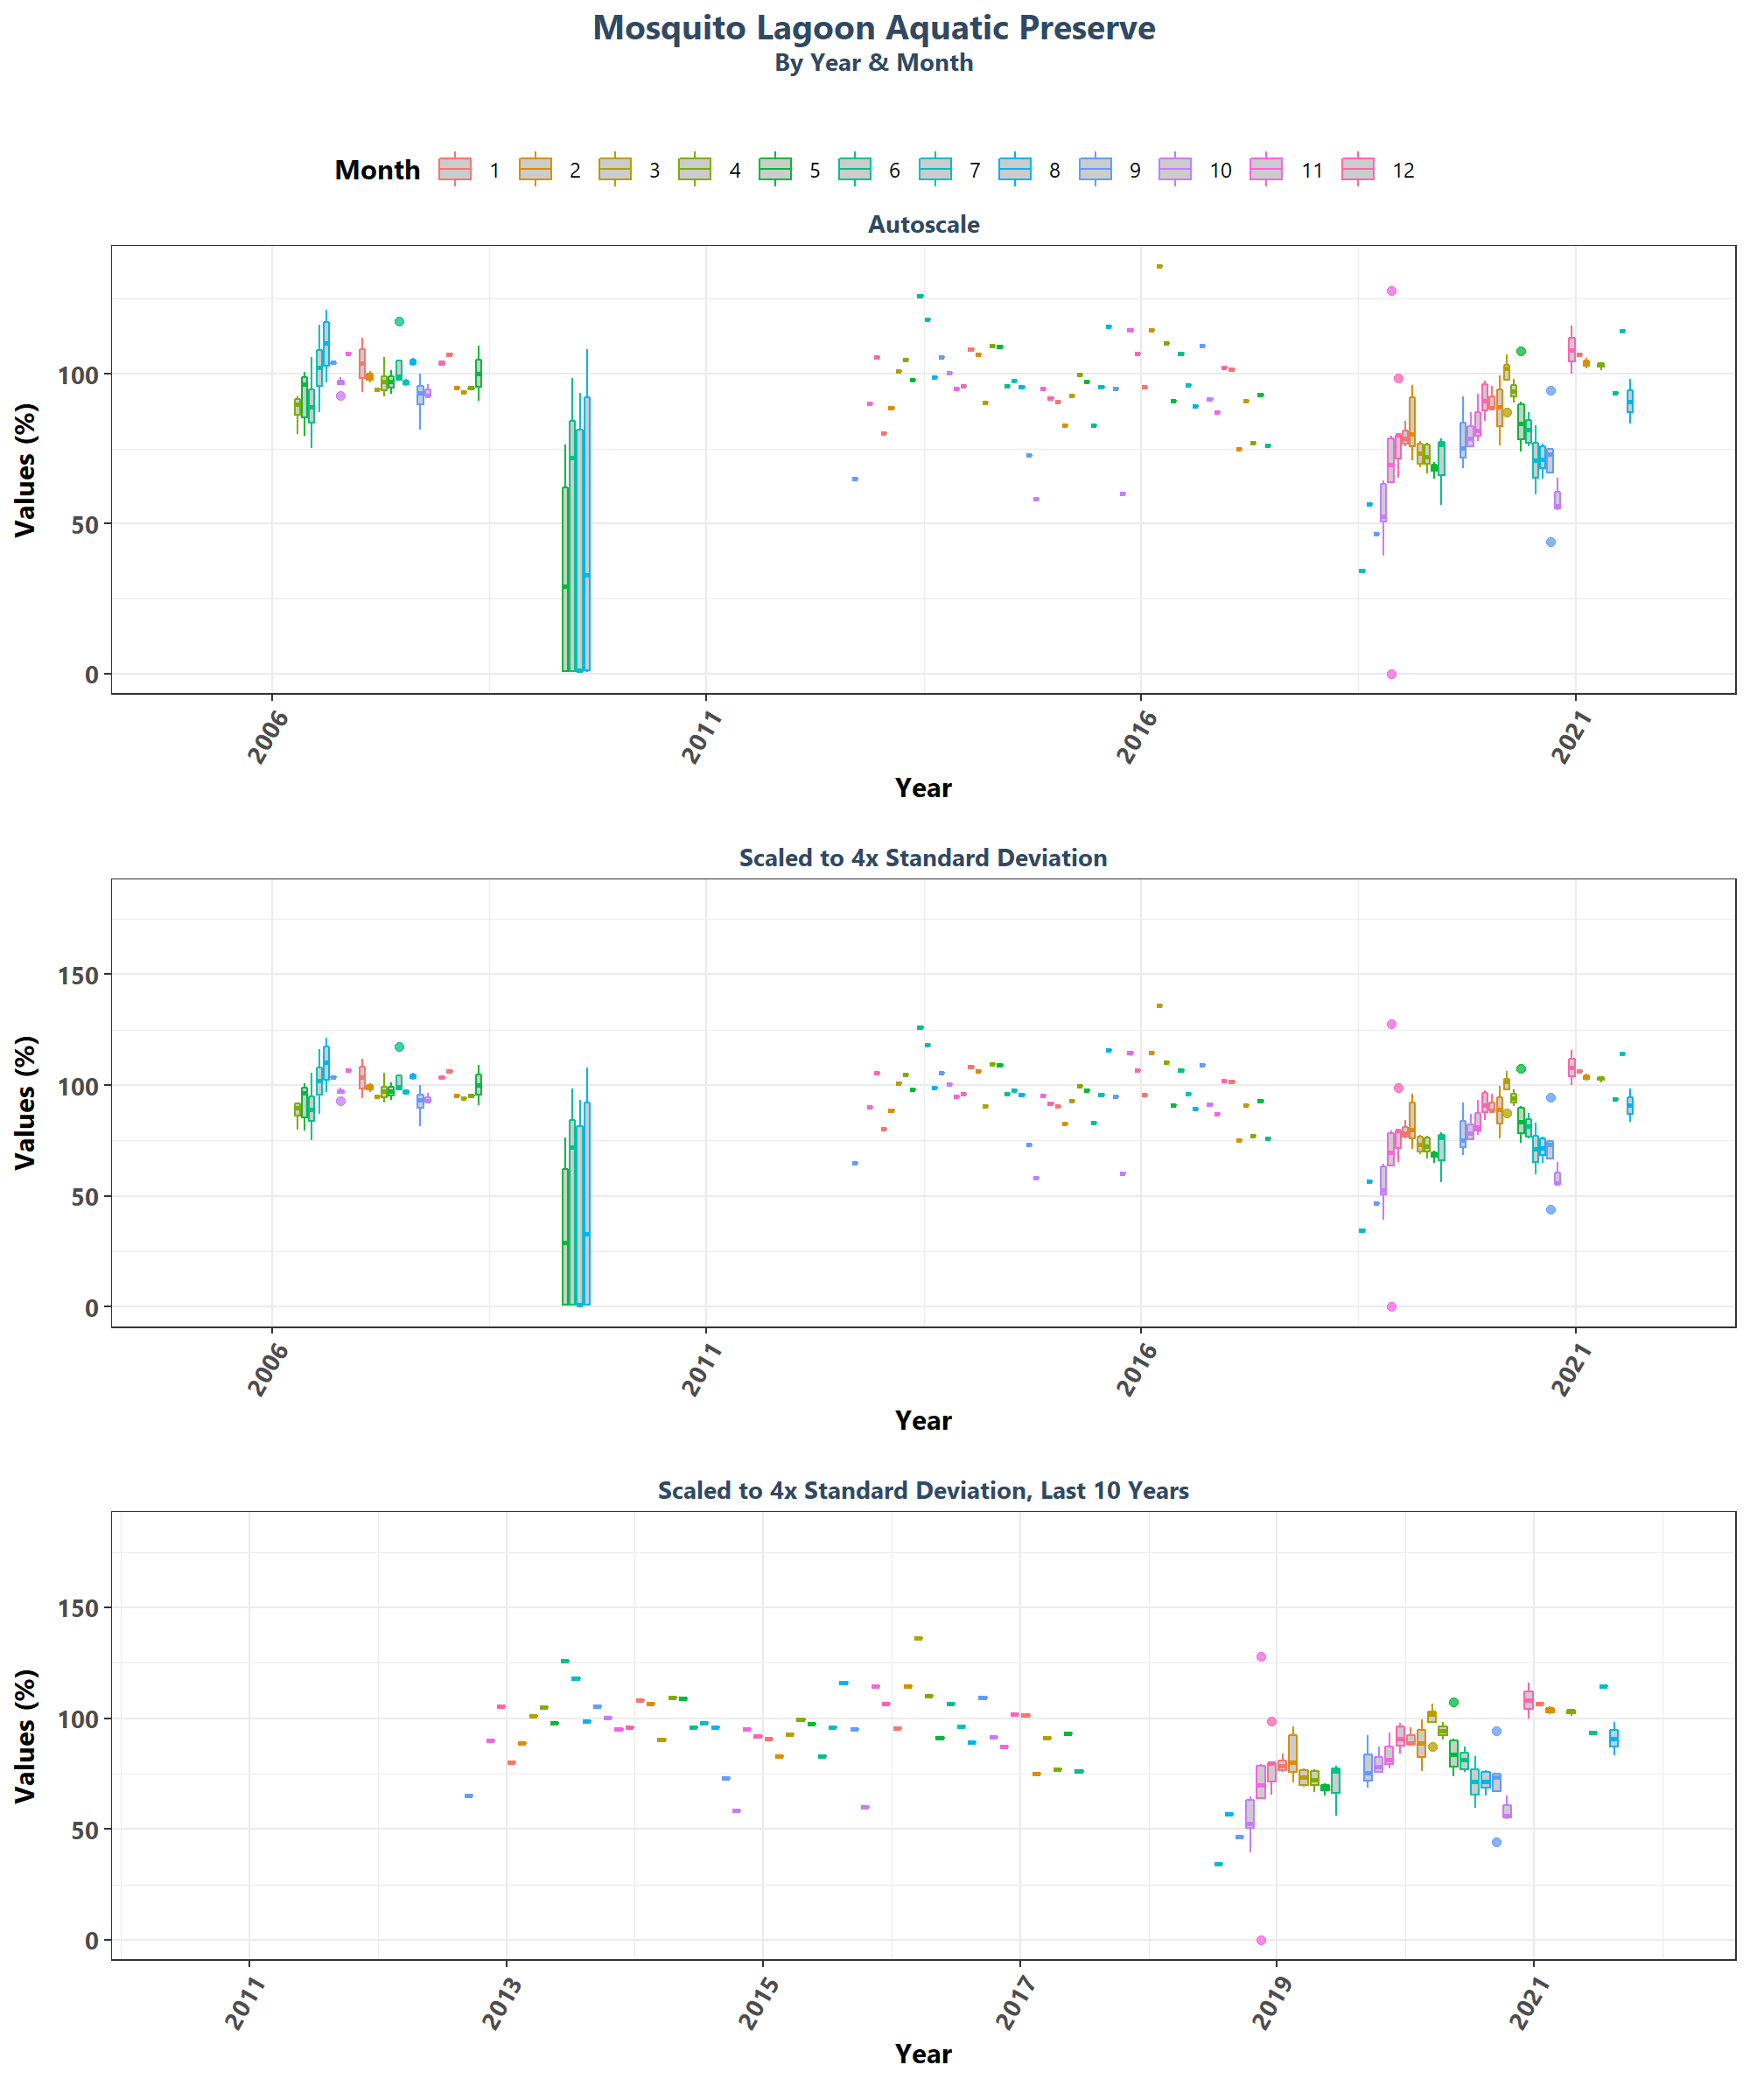 Mosquito Lagoon Aquatic Preserve
By Year & Month
Month 1 2 3 4 5 6 7 8 9 10 11 12
Autoscale
Values (%)
100
50
0
2006 2011 2016 2021
Year
Scaled to 4x Standard Deviation
Values (%)
150
100
50
0
2006 2011 2016 2021
Year
Scaled to 4x Standard Deviation, Last 10 Years
Values (%)
150
100
50
0
2011 2013 2015 2017 2019 2021
Year